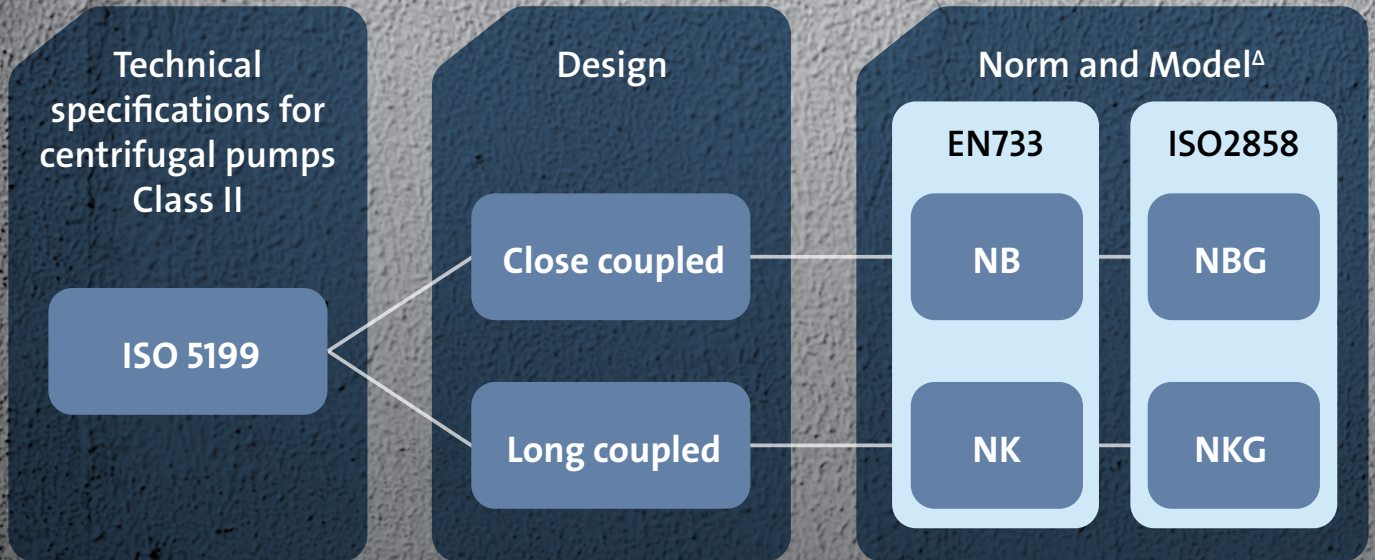 Technical
specifications for
centrifugal pumps
Class II
ISO 5199
Design
Close coupled
Long coupled
Norm and Model∆
EN733
NB
NK
ISO2858
NBG
NKG